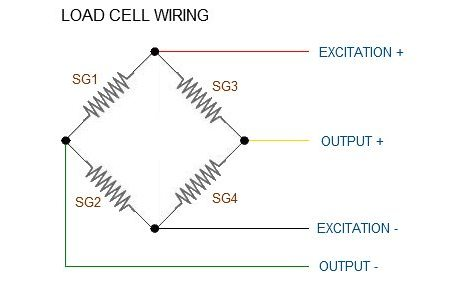 LOAD CELL WIRING
EXCITATION +
SG1
SG3
OUTPUT +
SG2
SG4
EXCITATION -
OUTPUT -